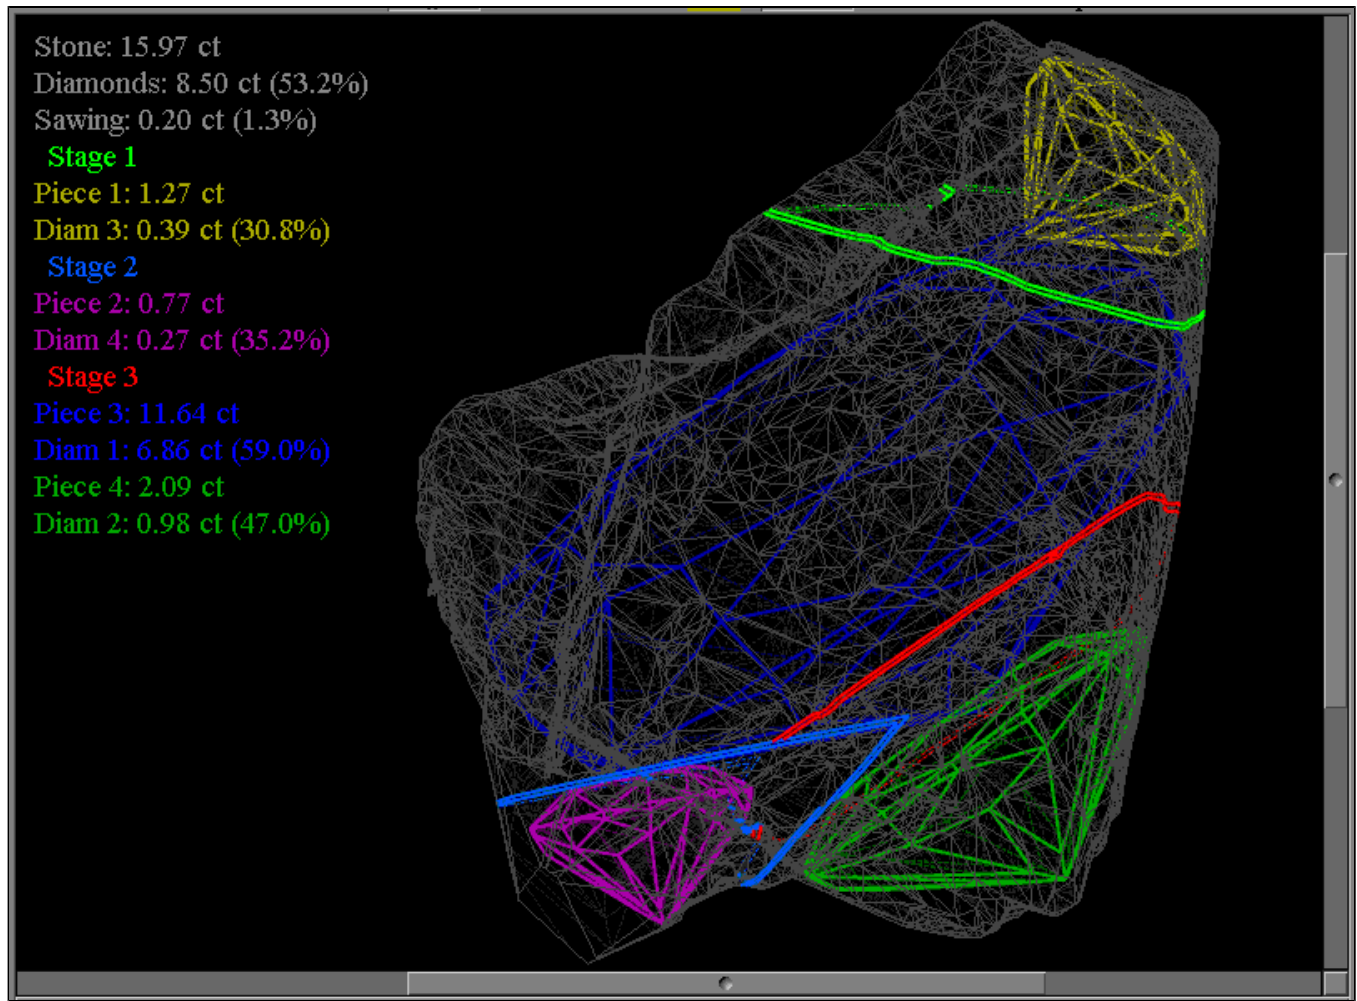 Stone: 15.97 ct
Diamonds: 8.50 ct (53.2%)
Sawing: 0.20 ct (1.3%)
Stage 1
Piece 1: 1.27 ct
Diam 3: 0.39 ct (30.8%)
Stage 2
Piece 2: 0.77 ct
Diam 4: 0.27 ct (35.2%)
Stage 3
Piece 3: 11.64 ct
Diam 1: 6.86 ct (59.0%)
Piece 4: 2.09 ct
Diam 2: 0.98 ct (47.0%)